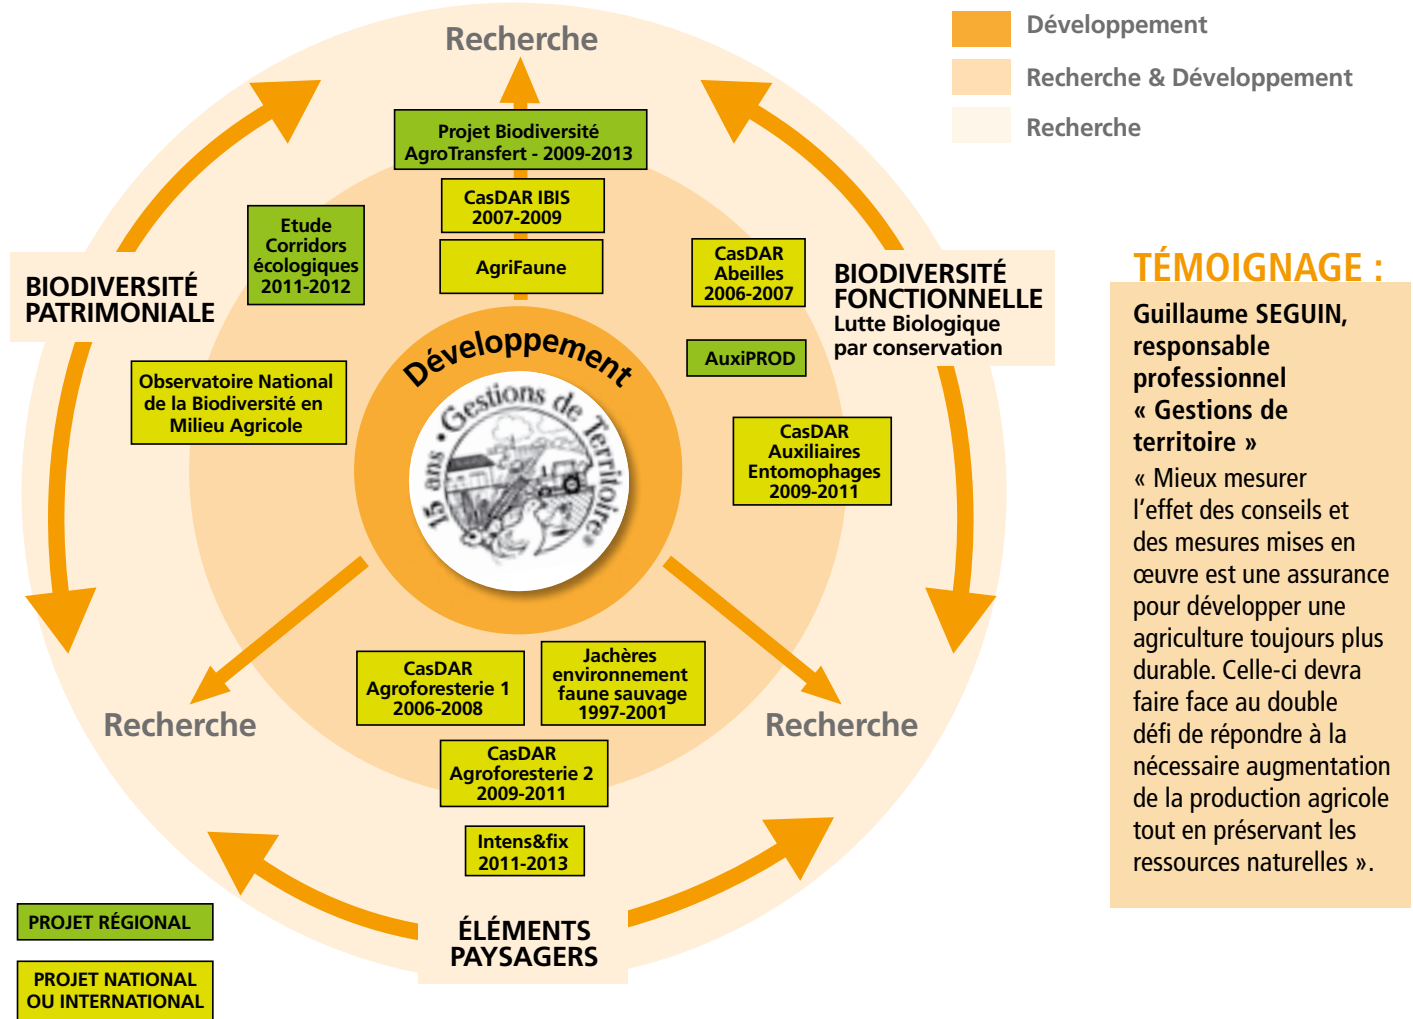 Recherche
Développement
Recherche & Développement
Recherche
Projet Biodiversité
AgroTransfert - 2009-2013
CasDAR IBIS
2007-2009
AgriFaune
Etude
Corridors
écologiques
2011-2012
CasDAR
Abeilles
2006-2007
BIODIVERSITÉ
PATRIMONIALE
BIODIVERSITÉ
FONCTIONNELLE
Lutte Biologique
par conservation
AuxiPROD
Observatoire National
de la Biodiversité en
Milieu Agricole
CasDAR
Auxiliaires
Entomophages
2009-2011
Développement
15 ans • Gestions de Territoires
CasDAR
Agroforesterie 1
2006-2008
Jachères
environnement
faune sauvage
1997-2001
Recherche
Recherche
CasDAR
Agroforesterie 2
2009-2011
Intens&fix
2011-2013
ÉLÉMENTS
PAYSAGERS
PROJET RÉGIONAL
PROJET NATIONAL
OU INTERNATIONAL
TÉMOIGNAGE :
Guillaume SEGUIN,
responsable
professionnel
« Gestions de
territoire »
« Mieux mesurer
l'effet des conseils et
des mesures mises en
œuvre est une assurance
pour développer une
agriculture toujours plus
durable. Celle-ci devra
faire face au double
défi de répondre à la
nécessaire augmentation
de la production agricole
tout en préservant les
ressources naturelles ».